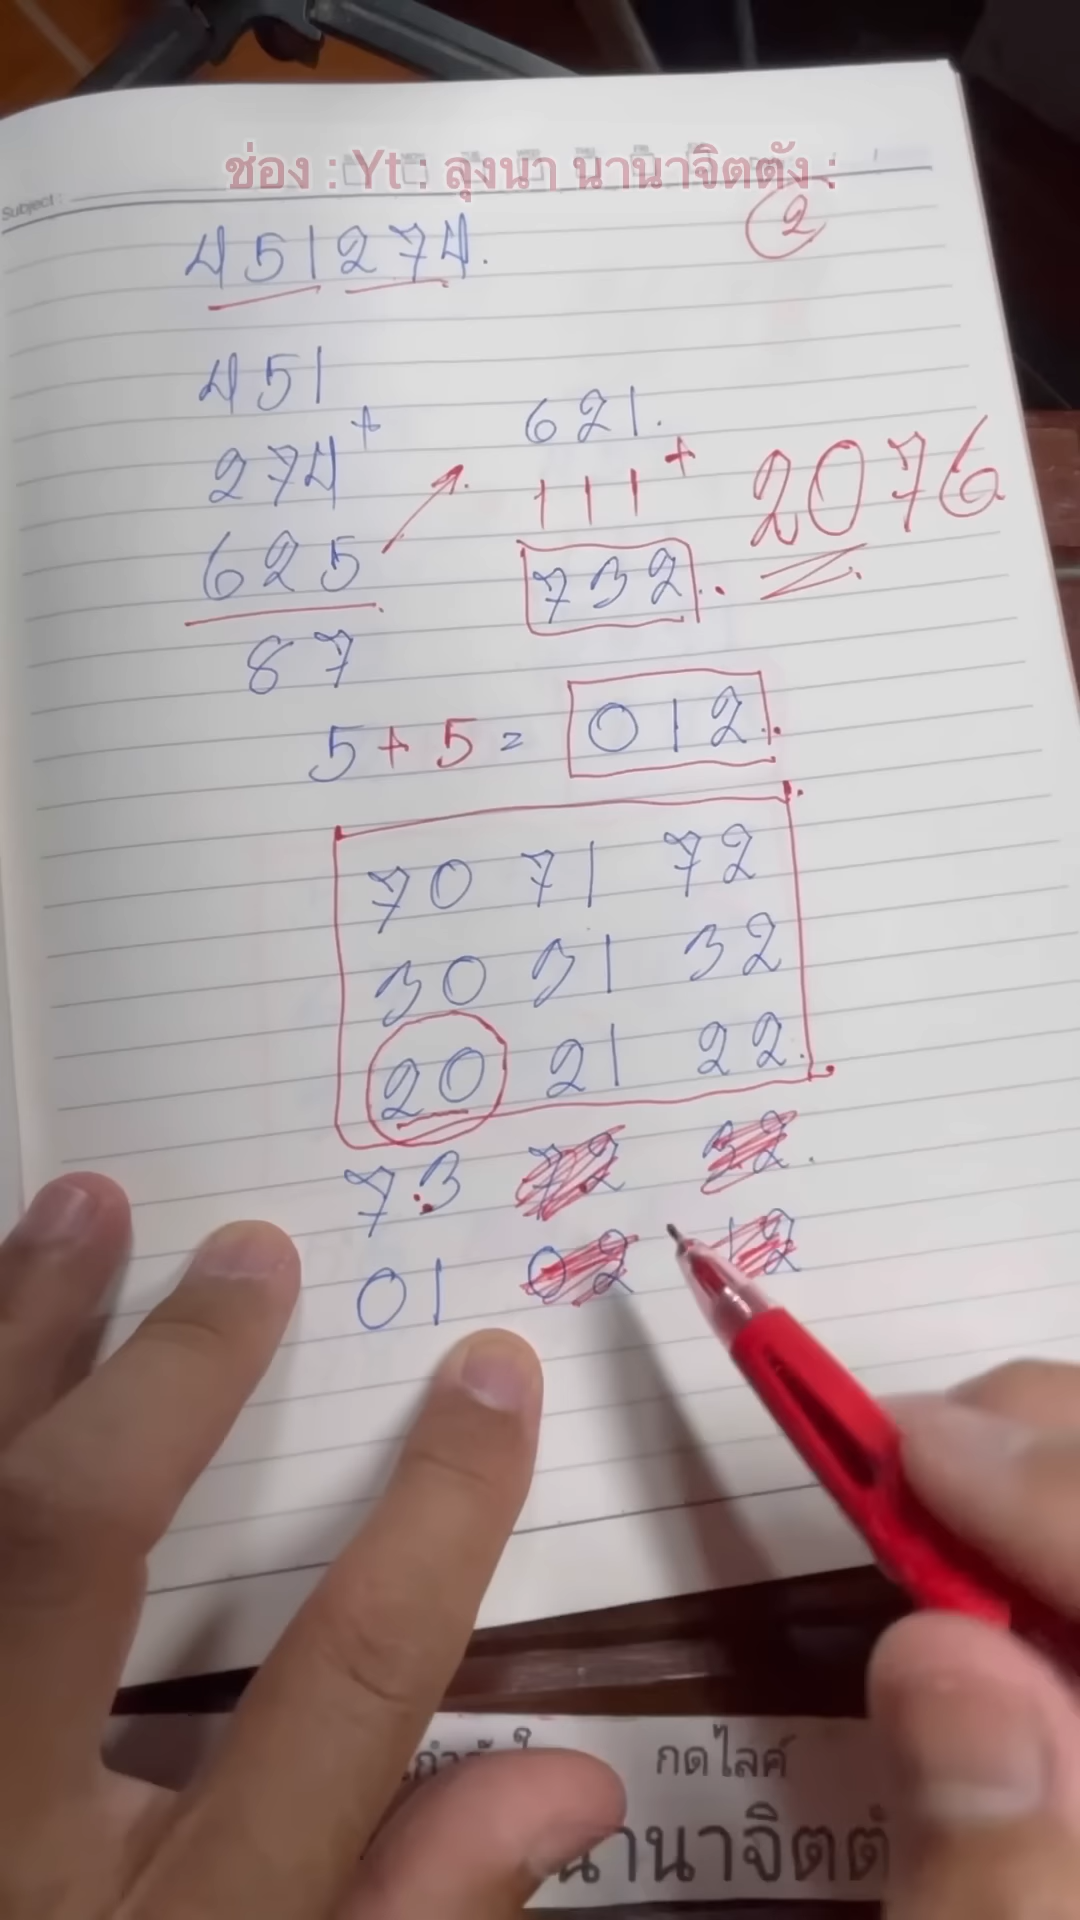 ช่อง : Yt : ลุงนา นานาจิตตัง :
Subject :
2
451274.
451
+
274
625
87
621.
111 +
732.
2076
5 + 5 = 012.
70 71 72
30 31 32
20 21 22.
73 72 32.
01 02 12
กดไลค์
นานาจิตตั